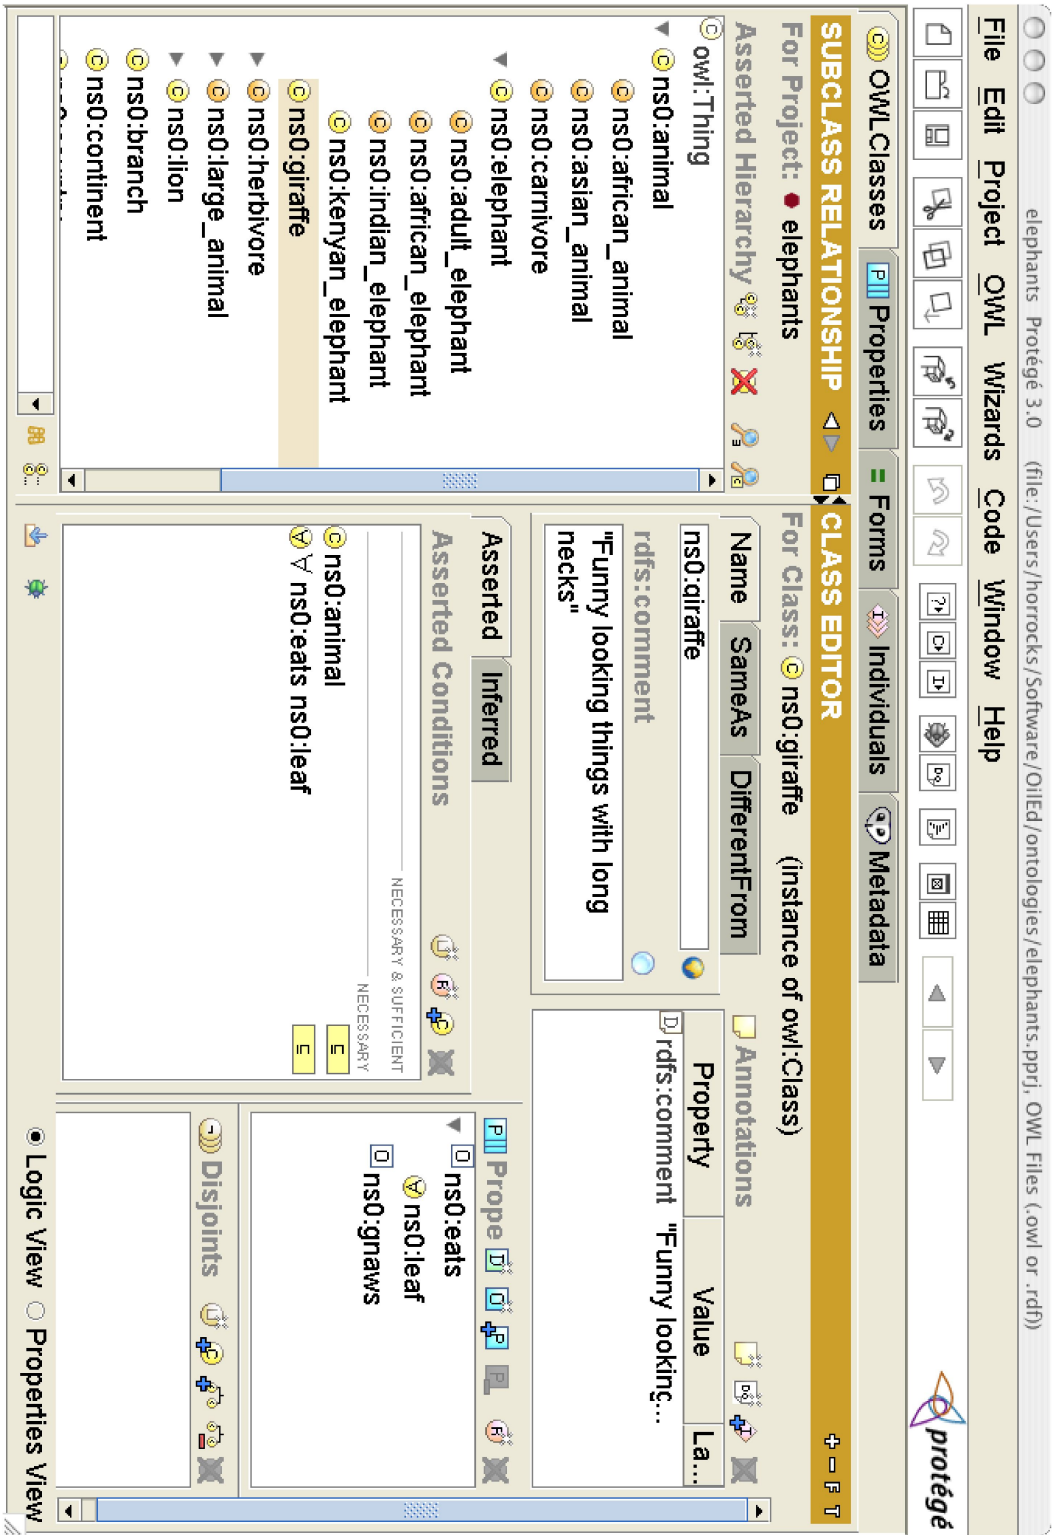 elephants Protégé 3.0 (file:/Users/horrocks/Software/OilEd/ontologies/elephants.pprj, OWL Files (.owl or .rdf))
File Edit Project OWL Wizards Code Window Help
protégé
OWLClasses Properties Forms Individuals Metadata
SUBCLASS RELATIONSHIP
For Project: elephants
Asserted Hierarchy
owl:Thing
ns0:animal
ns0:african_animal
ns0:asian_animal
ns0:carnivore
ns0:elephant
ns0:adult_elephant
ns0:african_elephant
ns0:indian_elephant
ns0:kenyan_elephant
ns0:giraffe
ns0:herbivore
ns0:large_animal
ns0:lion
ns0:branch
ns0:continent
CLASS EDITOR + - F T
For Class: ns0:giraffe (instance of owl:Class)
Name SameAs DifferentFrom
ns0:giraffe
rdfs:comment
"Funny looking things with long
necks"
Annotations
Property Value La...
rdfs:comment "Funny looking...
Asserted Inferred
Asserted Conditions
NECESSARY & SUFFICIENT
NECESSARY
ns0:animal ⊑
∀ ns0:eats ns0:leaf ⊑
Prope
ns0:eats
ns0:leaf
ns0:gnaws
Disjoints
Logic View Properties View